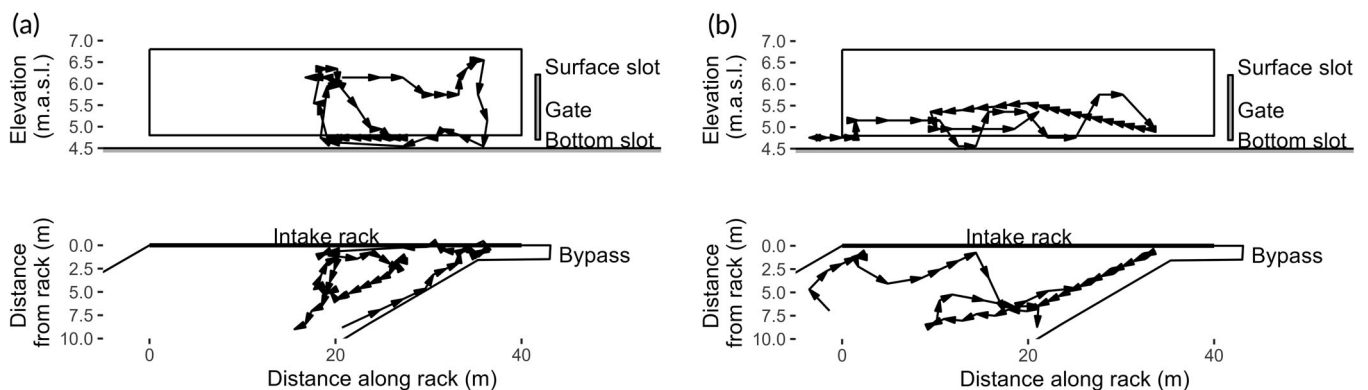 (a)
Elevation
(m.a.s.l.)
7.0
6.5
6.0
5.5
5.0
4.5
Surface slot
Gate
Bottom slot
Distance
from rack (m)
0.0
2.5
5.0
7.5
10.0
Intake rack
Bypass
0
20
40
Distance along rack (m)
(b)
Elevation
(m.a.s.l.)
7.0
6.5
6.0
5.5
5.0
4.5
Surface slot
Gate
Bottom slot
Distance
from rack (m)
0.0
2.5
5.0
7.5
10.0
Intake rack
Bypass
0
20
40
Distance along rack (m)